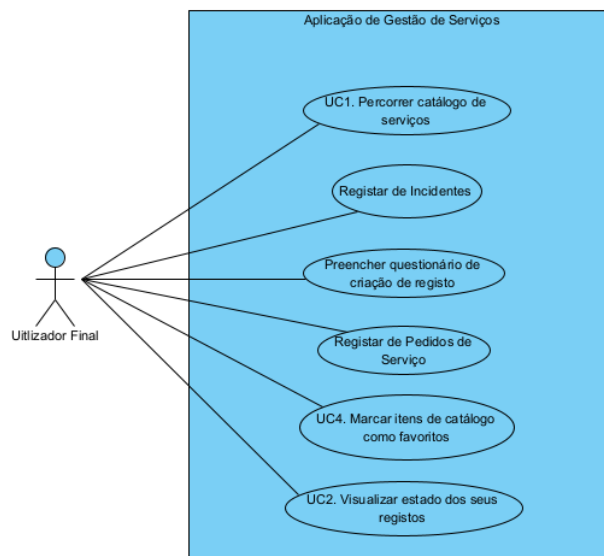 Aplicação de Gestão de Serviços
UC1. Percorrer catálogo de
serviços
Registar de Incidentes
Preencher questionário de
criação de registo
Uitlizador Final
Registar de Pedidos de
Serviço
UC4. Marcar itens de catálogo
como favoritos
UC2. Visualizar estado dos seus
registos